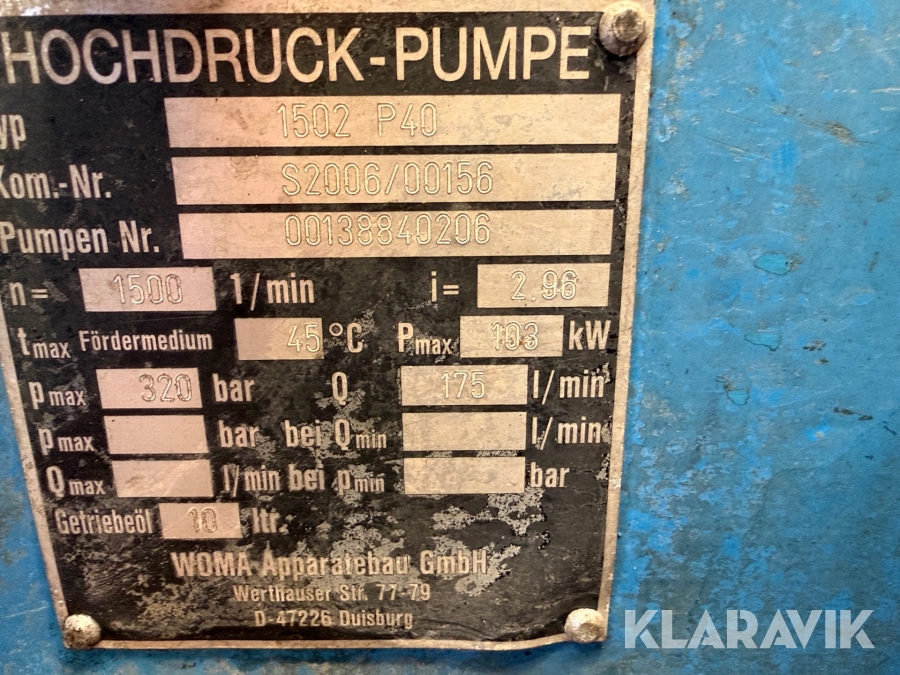 HOCHDRUCK-PUMPE
yp 1502 P40
Kom.-Nr. S2006/00156
Pumpen Nr. 00138840206
n= 1500 1/min i= 2.96
tmax Fördermedium 45 °C Pmax 103 kW
pmax 320 bar Q 175 l/min
pmax bar bei Qmin l/min
Qmax l/min bei pmin bar
Getriebeöl 10 ltr.
WOMA Apparatebau GmbH
Werthauser Str. 77-79
D-47226 Duisburg
KLARAVIK